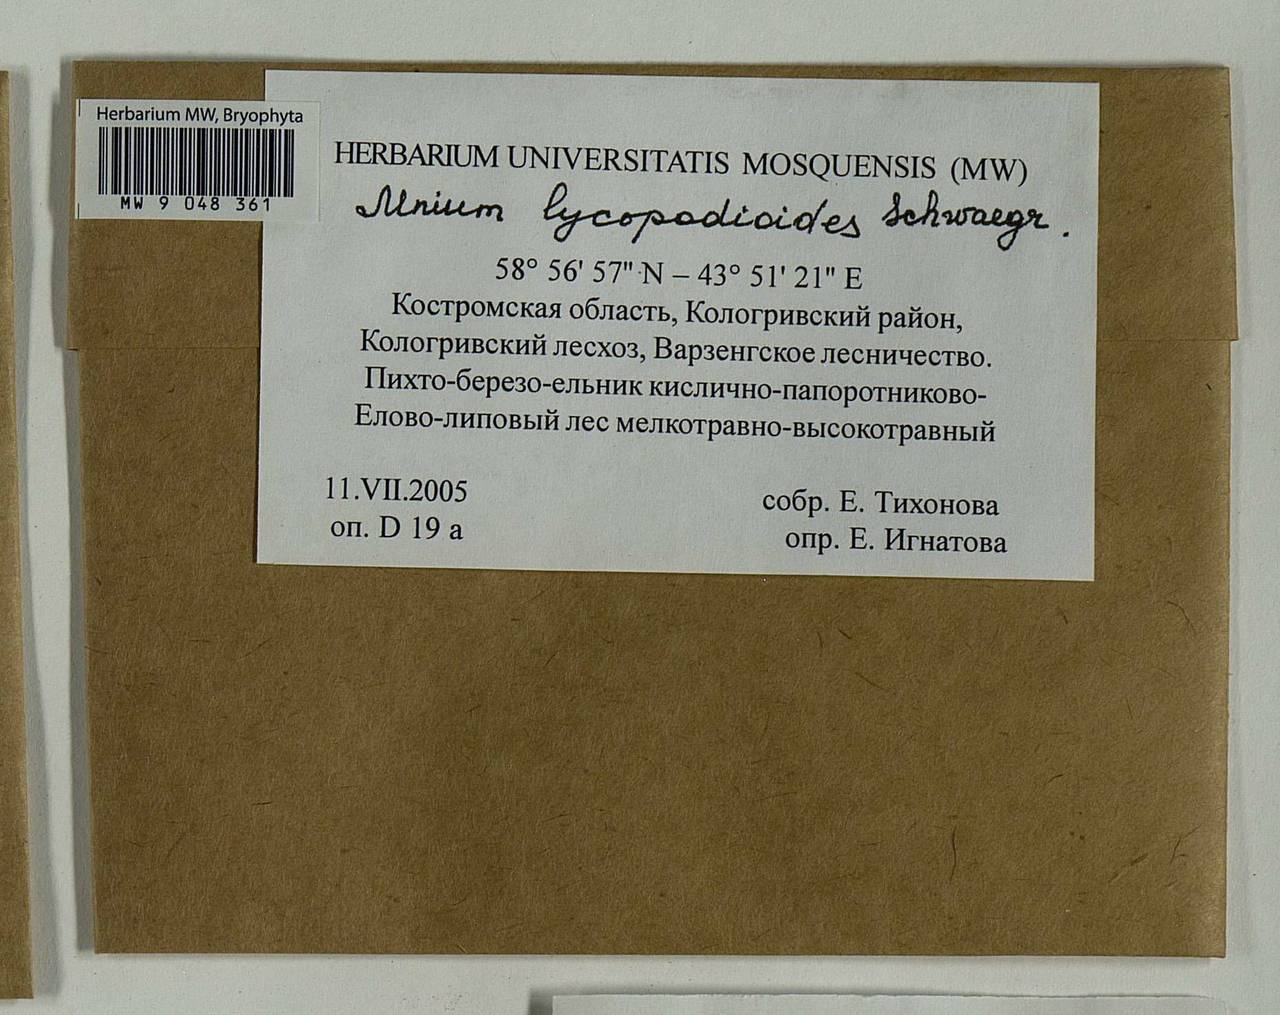 Herbarium MW, Bryophyta
MW 9 048 361
HERBARIUM UNIVERSITATIS MOSQUENSIS (MW)
Mnium lycopodioides Schwaegr.
58° 56' 57" N – 43° 51' 21" E
Костромская область, Кологривский район,
Кологривский лесхоз, Варзенгское лесничество.
Пихто-березо-ельник кислично-папоротниково-
Елово-липовый лес мелкотравно-высокотравный
11.VII.2005
собр. Е. Тихонова
оп. D 19 a
опр. Е. Игнатова